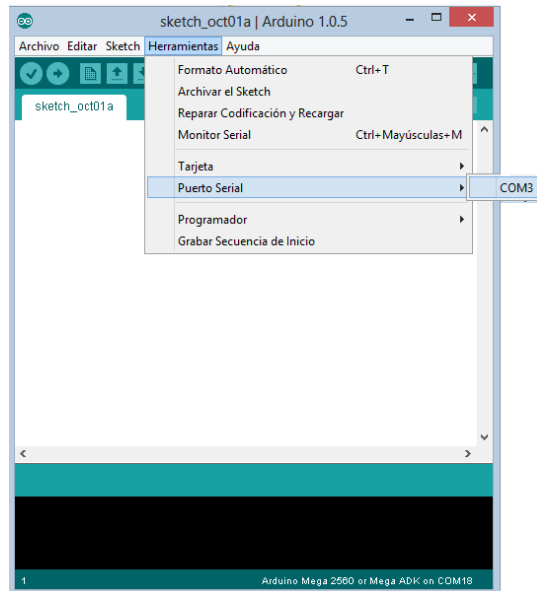 sketch_oct01a | Arduino 1.0.5
Archivo Editar Sketch Herramientas Ayuda
sketch_oct01a
Formato Automático Ctrl+T
Archivar el Sketch
Reparar Codificación y Recargar
Monitor Serial Ctrl+Mayúsculas+M
Tarjeta
Puerto Serial
COM3
Programador
Grabar Secuencia de Inicio
1 Arduino Mega 2560 or Mega ADK on COM18